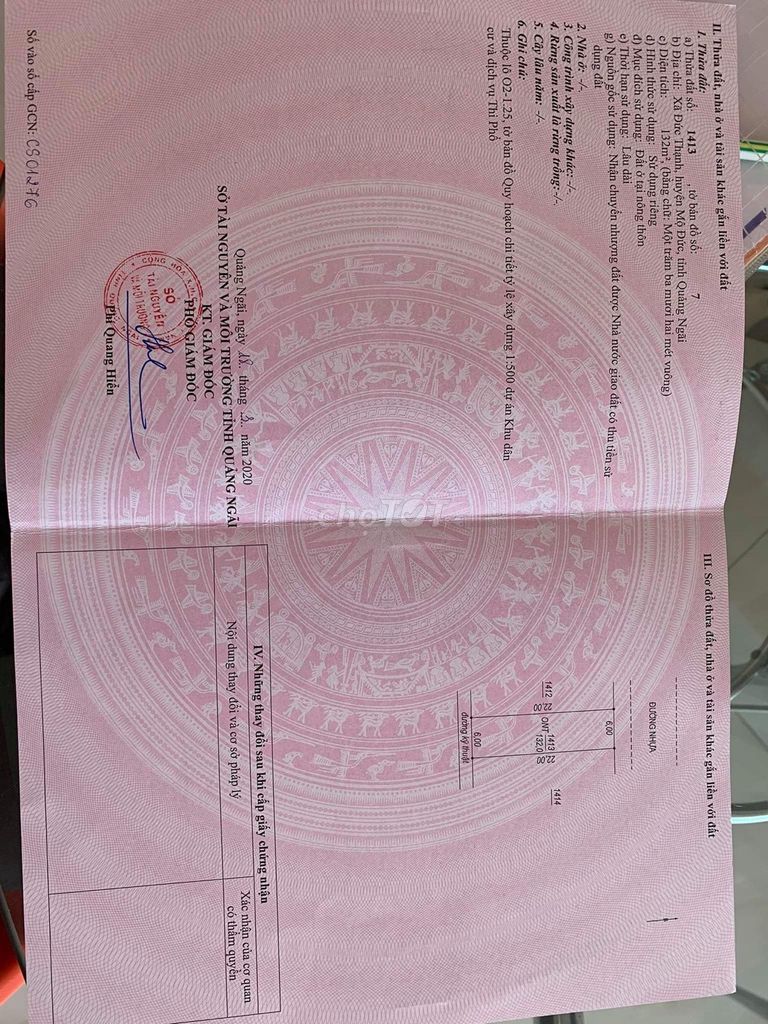 II. Thửa đất, nhà ở và tài sản khác gắn liền với đất
1. Thửa đất:
a) Thửa đất số: 1413 , tờ bản đồ số: 7
b) Địa chỉ: Xã Đức Thạnh, huyện Mộ Đức, tỉnh Quảng Ngãi
c) Diện tích: 132m², (bằng chữ: Một trăm ba mươi hai mét vuông)
d) Hình thức sử dụng: Sử dụng riêng
đ) Mục đích sử dụng: Đất ở tại nông thôn
e) Thời hạn sử dụng: Lâu dài
g) Nguồn gốc sử dụng: Nhận chuyển nhượng đất được Nhà nước giao đất có thu tiền sử
dụng đất
2. Nhà ở: -/-.
3. Công trình xây dựng khác: -/-.
4. Rừng sản xuất là rừng trồng: -/-.
5. Cây lâu năm: -/-.
6. Ghi chú:
Thuộc lô O2-1.25, tờ bản đồ Quy hoạch chi tiết tỷ lệ xây dựng 1:500 dự án Khu dân
cư và dịch vụ Thi Phổ
Quảng Ngãi, ngày tháng năm 2020
SỞ TÀI NGUYÊN VÀ MÔI TRƯỜNG TỈNH QUẢNG NGÃI
KT. GIÁM ĐỐC
PHÓ GIÁM ĐỐC
SỞ
TÀI NGUYÊN
VÀ MÔI TRƯỜNG
Phí Quang Hiển
Số vào sổ cấp GCN: CS01276
III. Sơ đồ thửa đất, nhà ở và tài sản khác gắn liền với đất
ĐƯỜNG NHỰA
6,00
1412
22,00
ONT 1413
132,0
22,00
1414
6,00
đường kỹ thuật
IV. Những thay đổi sau khi cấp giấy chứng nhận
Nội dung thay đổi và cơ sở pháp lý
Xác nhận của cơ quan
có thẩm quyền
choTỐT